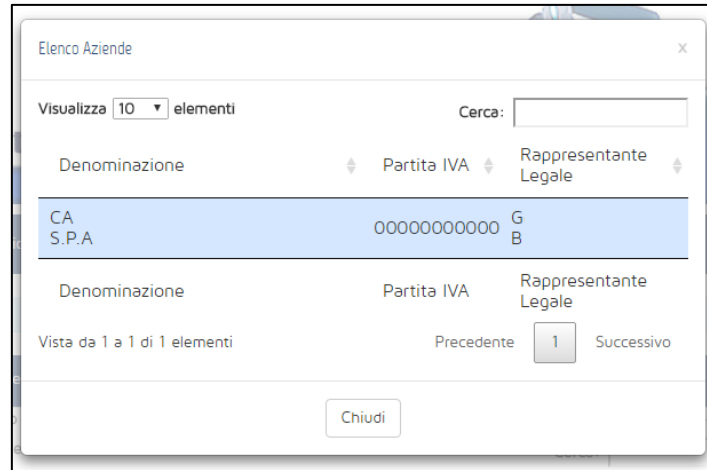 Elenco Aziende x
Visualizza 10 elementi Cerca:
Denominazione Partita IVA Rappresentante
Legale
CA 00000000000 G
S.P.A B
Denominazione Partita IVA Rappresentante
Legale
Vista da 1 a 1 di 1 elementi Precedente 1 Successivo
Chiudi